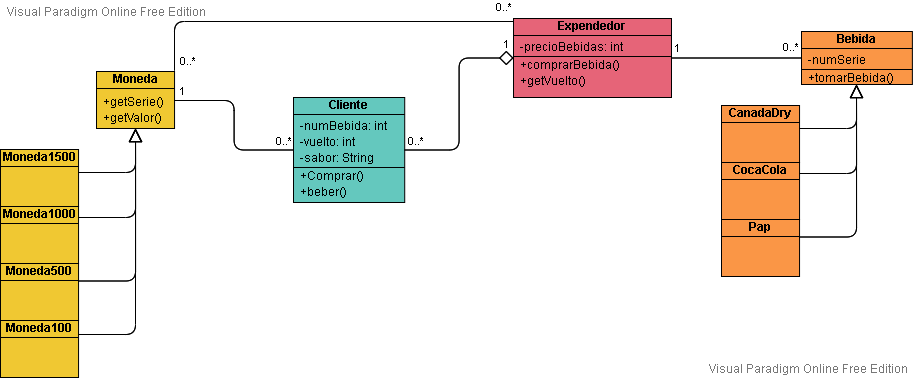 Visual Paradigm Online Free Edition
0..*
Expendedor
-precioBebidas: int
+comprarBebida()
+getVuelto()
1
1
0..*
Bebida
-numSerie
+tomarBebida()
0..*
Moneda
+getSerie()
+getValor()
1
0..*
Cliente
-numBebida: int
-vuelto: int
-sabor: String
+Comprar()
+beber()
0..*
Moneda1500
Moneda1000
Moneda500
Moneda100
CanadaDry
CocaCola
Pap
Visual Paradigm Online Free Edition